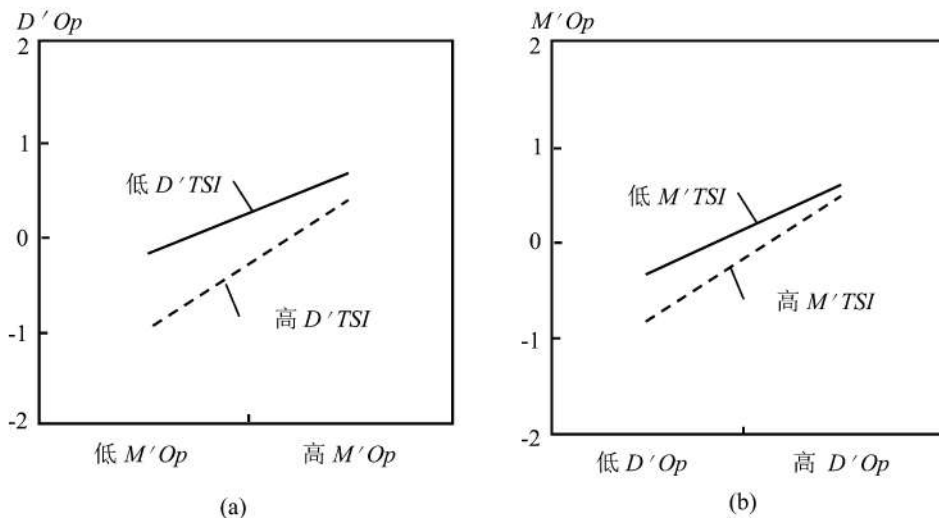 D′Op
2
1
0
-1
-2
低 D′TSI
高 D′TSI
低 M′Op
高 M′Op
(a)
M′Op
2
1
0
-1
-2
低 M′TSI
高 M′TSI
低 D′Op
高 D′Op
(b)